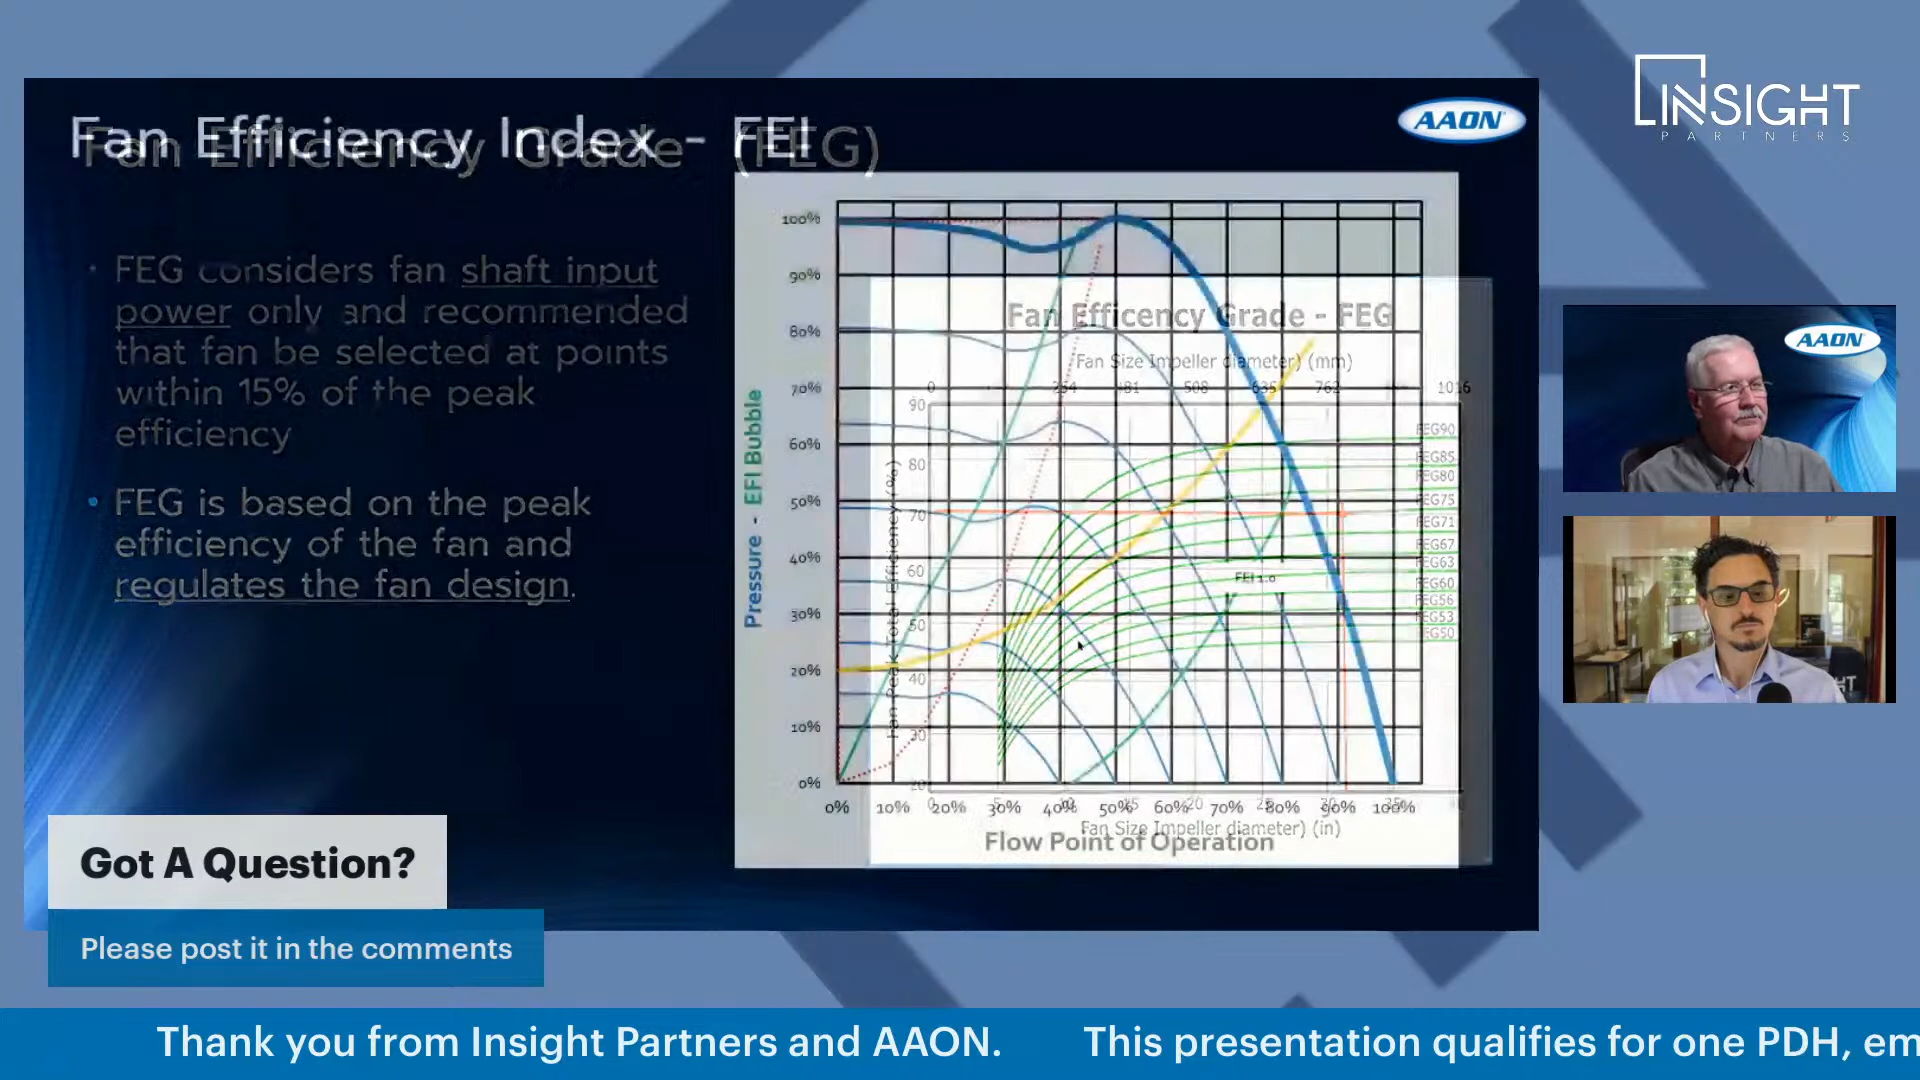 INSIGHT
PARTNERS
AAON
Fan Efficiency Index - FEI
Fan Efficiency Grade (FEG)
• FEG considers fan shaft input
power only and recommended
that fan be selected at points
within 15% of the peak
efficiency
• FEG is based on the peak
efficiency of the fan and
regulates the fan design.
Pressure - EFI Bubble
100%
90%
80%
70%
60%
50%
40%
30%
20%
10%
0%
0% 10% 20% 30% 40% 50% 60% 70% 80% 90% 100%
Flow Point of Operation
FEI 1.0
Fan Efficency Grade - FEG
Fan Size Impeller diameter) (mm)
0 254 481 508 635 762 1016
Fan Peak Total Efficiency (%)
90
80
70
60
50
40
30
20
FEG90
FEG85
FEG80
FEG75
FEG71
FEG67
FEG63
FEG60
FEG56
FEG53
FEG50
0 5 10 15 20 25 30 35
Fan Size Impeller diameter) (in)
AAON
Got A Question?
Please post it in the comments
Thank you from Insight Partners and AAON. This presentation qualifies for one PDH, em